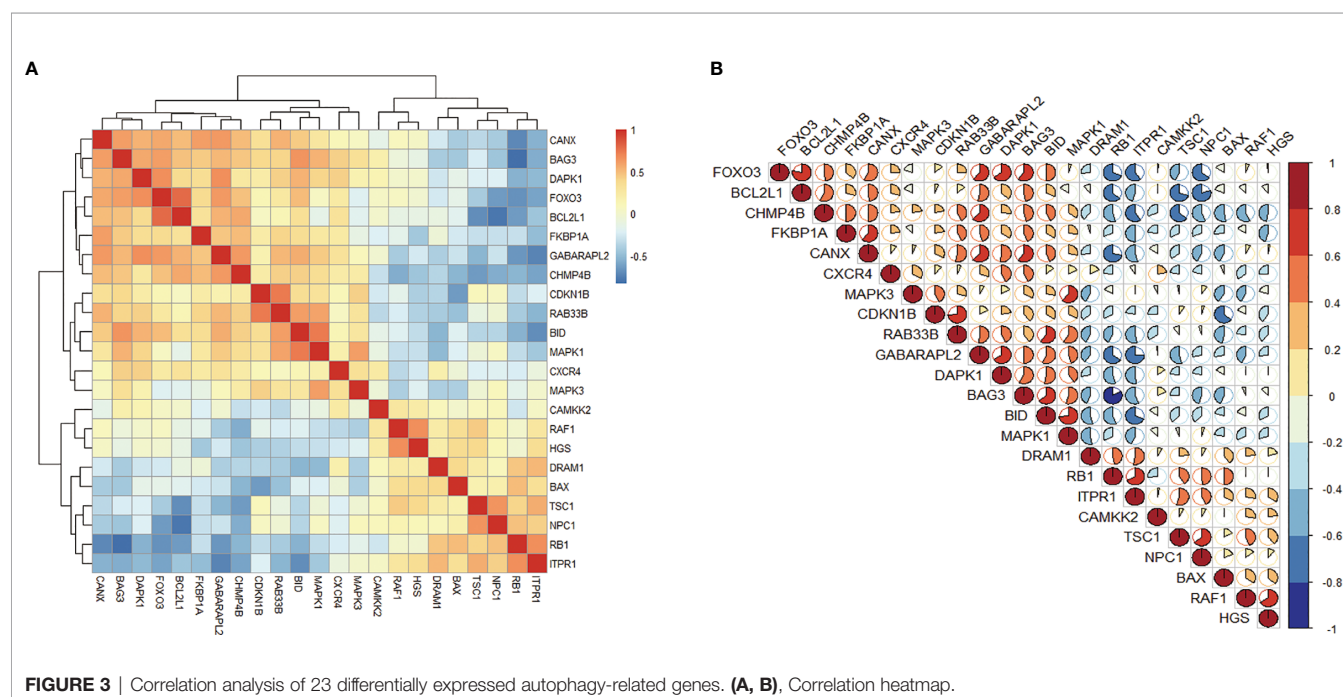 A
B
1
0.5
0
-0.5
CANX
BAG3
DAPK1
FOXO3
BCL2L1
FKBP1A
GABARAPL2
CHMP4B
CDKN1B
RAB33B
BID
MAPK1
CXCR4
MAPK3
CAMKK2
RAF1
HGS
DRAM1
BAX
TSC1
NPC1
RB1
ITPR1
CANX
BAG3
DAPK1
FOXO3
BCL2L1
FKBP1A
GABARAPL2
CHMP4B
CDKN1B
RAB33B
BID
MAPK1
CXCR4
MAPK3
CAMKK2
RAF1
HGS
DRAM1
BAX
TSC1
NPC1
RB1
ITPR1
FOXO3
BCL2L1
CHMP4B
FKBP1A
CANX
CXCR4
MAPK3
CDKN1B
RAB33B
GABARAPL2
DAPK1
BAG3
BID
MAPK1
DRAM1
RB1
ITPR1
CAMKK2
TSC1
NPC1
BAX
RAF1
HGS
FOXO3
BCL2L1
CHMP4B
FKBP1A
CANX
CXCR4
MAPK3
CDKN1B
RAB33B
GABARAPL2
DAPK1
BAG3
BID
MAPK1
DRAM1
RB1
ITPR1
CAMKK2
TSC1
NPC1
BAX
RAF1
HGS
1
0.8
0.6
0.4
0.2
0
-0.2
-0.4
-0.6
-0.8
-1
FIGURE 3 | Correlation analysis of 23 differentially expressed autophagy-related genes. (A, B), Correlation heatmap.